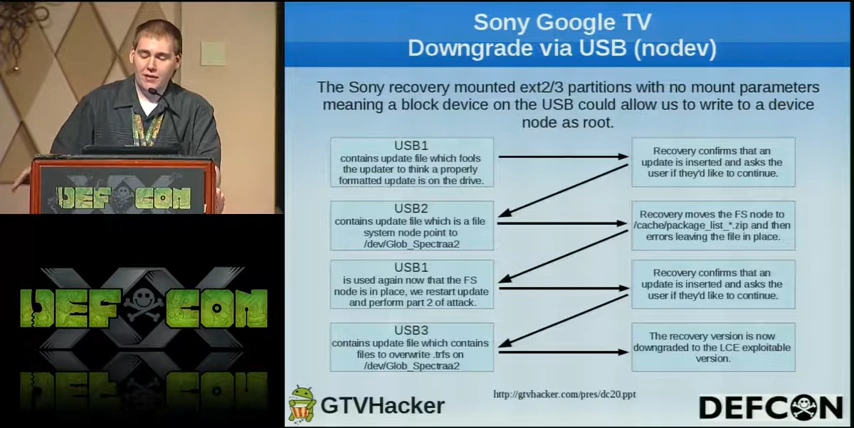 Sony Google TV
Downgrade via USB (nodev)
The Sony recovery mounted ext2/3 partitions with no mount parameters
meaning a block device on the USB could allow us to write to a device
node as root.
USB1
contains update file which fools
the updater to think a properly
formatted update is on the drive.
Recovery confirms that an
update is inserted and asks the
user if they'd like to continue.
USB2
contains update file which is a file
system node point to
/dev/Glob_Spectraa2
Recovery moves the FS node to
/cache/package_list_*.zip and then
errors leaving the file in place.
USB1
is used again now that the FS
node is in place, we restart update
and perform part 2 of attack.
Recovery confirms that an
update is inserted and asks the
user if they'd like to continue.
USB3
contains update file which contains
files to overwrite .trfs on
/dev/Glob_Spectraa2
The recovery version is now
downgraded to the LCE exploitable
version.
http://gtvhacker.com/pres/dc20.ppt
GTVHacker
DEFCON
DEF CON
DEF CON
XX